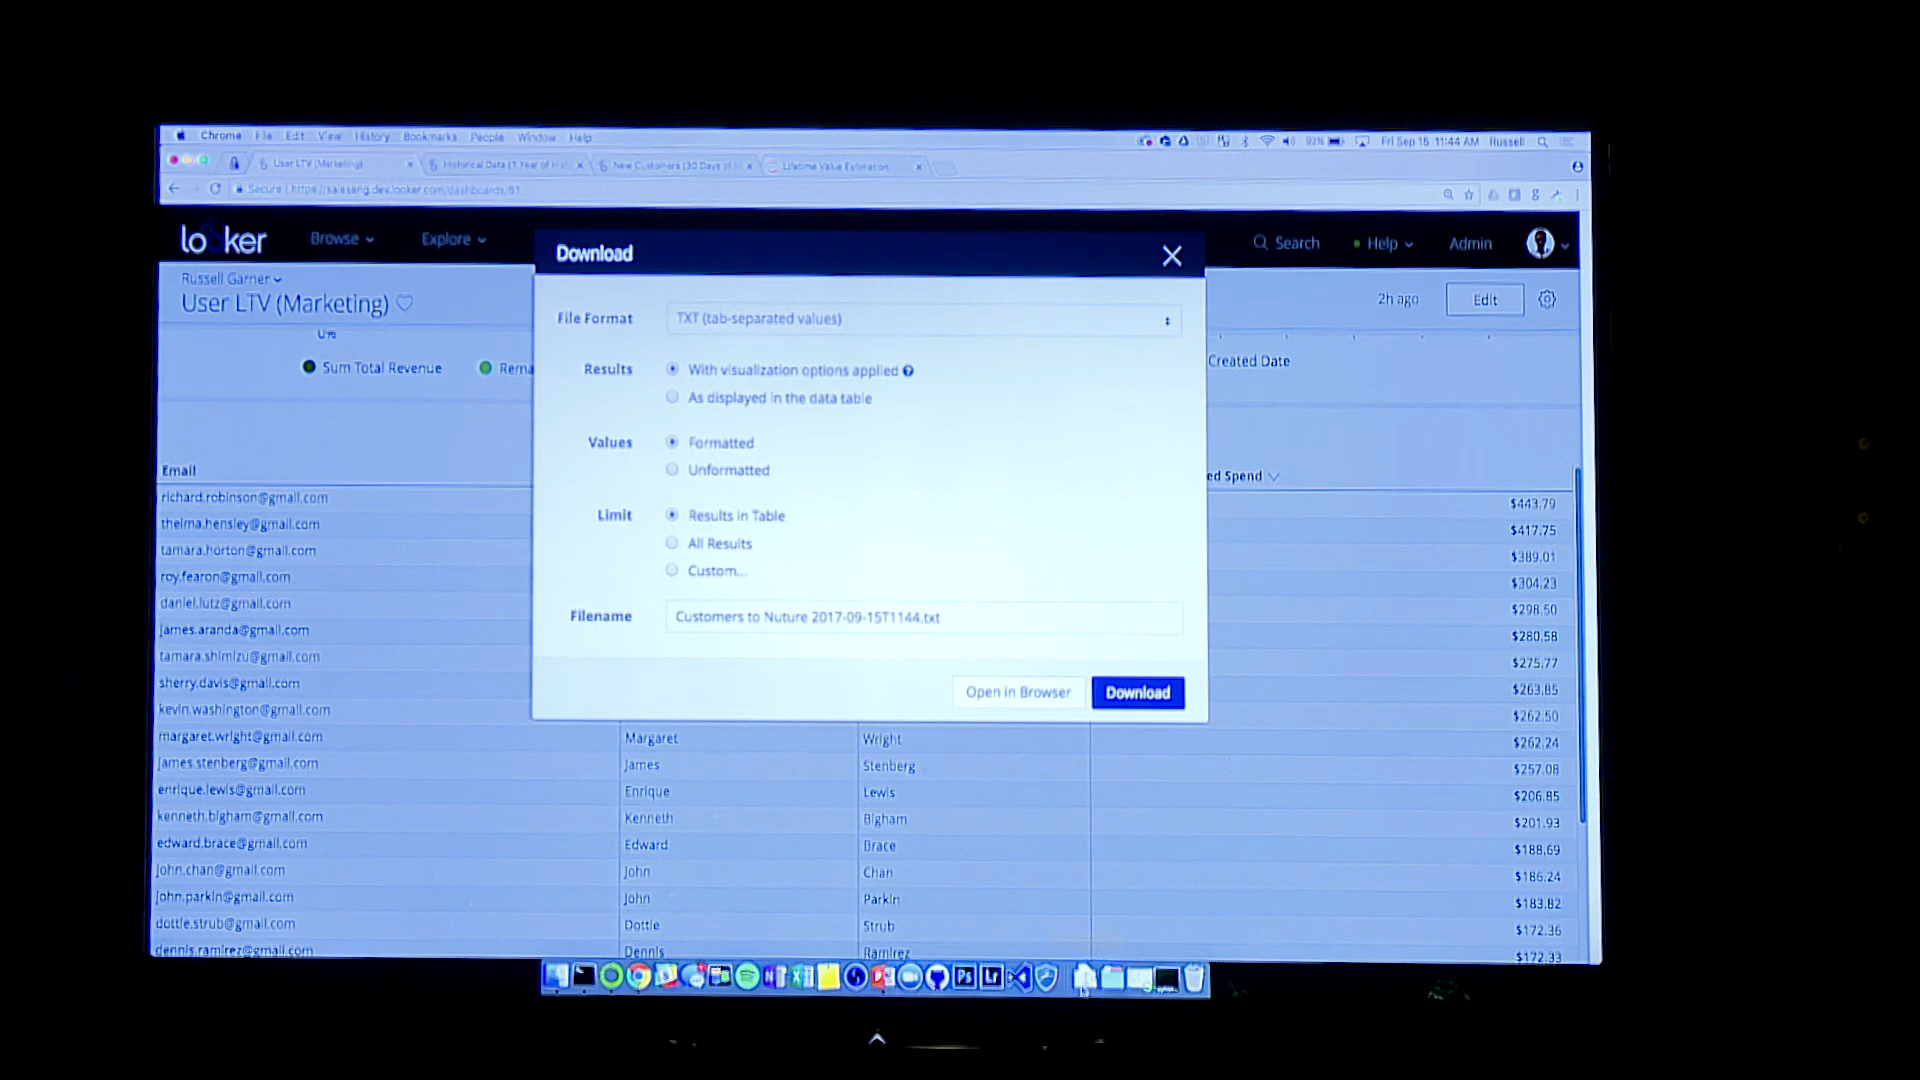 Chrome File Edit View History Bookmarks People Window Help
92% Fri Sep 15 11:44 AM Russell
User LTV (Marketing)
Historical Data (1 Year of
New Customers (30 Days of
Lifetime Value Estimation
Secure | https://salesang.dev.looker.com/dashboards/61
looker Browse Explore
Search Help Admin
Russell Garner
User LTV (Marketing)
2h ago Edit
Sum Total Revenue Rema
Created Date
Download
File Format TXT (tab-separated values)
Results With visualization options applied
As displayed in the data table
Values Formatted
Unformatted
Limit Results in Table
All Results
Custom...
Filename Customers to Nuture 2017-09-15T1144.txt
Open in Browser Download
Email ed Spend
richard.robinson@gmail.com $443.79
thelma.hensley@gmail.com $417.75
tamara.horton@gmail.com $389.01
roy.fearon@gmail.com $304.23
daniel.lutz@gmail.com $298.50
james.aranda@gmail.com $280.58
tamara.shimizu@gmail.com $275.77
sherry.davis@gmail.com $263.85
kevin.washington@gmail.com $262.50
margaret.wright@gmail.com Margaret Wright $262.24
james.stenberg@gmail.com James Stenberg $257.08
enrique.lewis@gmail.com Enrique Lewis $206.85
kenneth.bigham@gmail.com Kenneth Bigham $201.93
edward.brace@gmail.com Edward Brace $188.69
john.chan@gmail.com John Chan $186.24
john.parkin@gmail.com John Parkin $183.82
dottie.strub@gmail.com Dottie Strub $172.36
dennis.ramirez@gmail.com Dennis Ramirez $172.33
Ps Lr